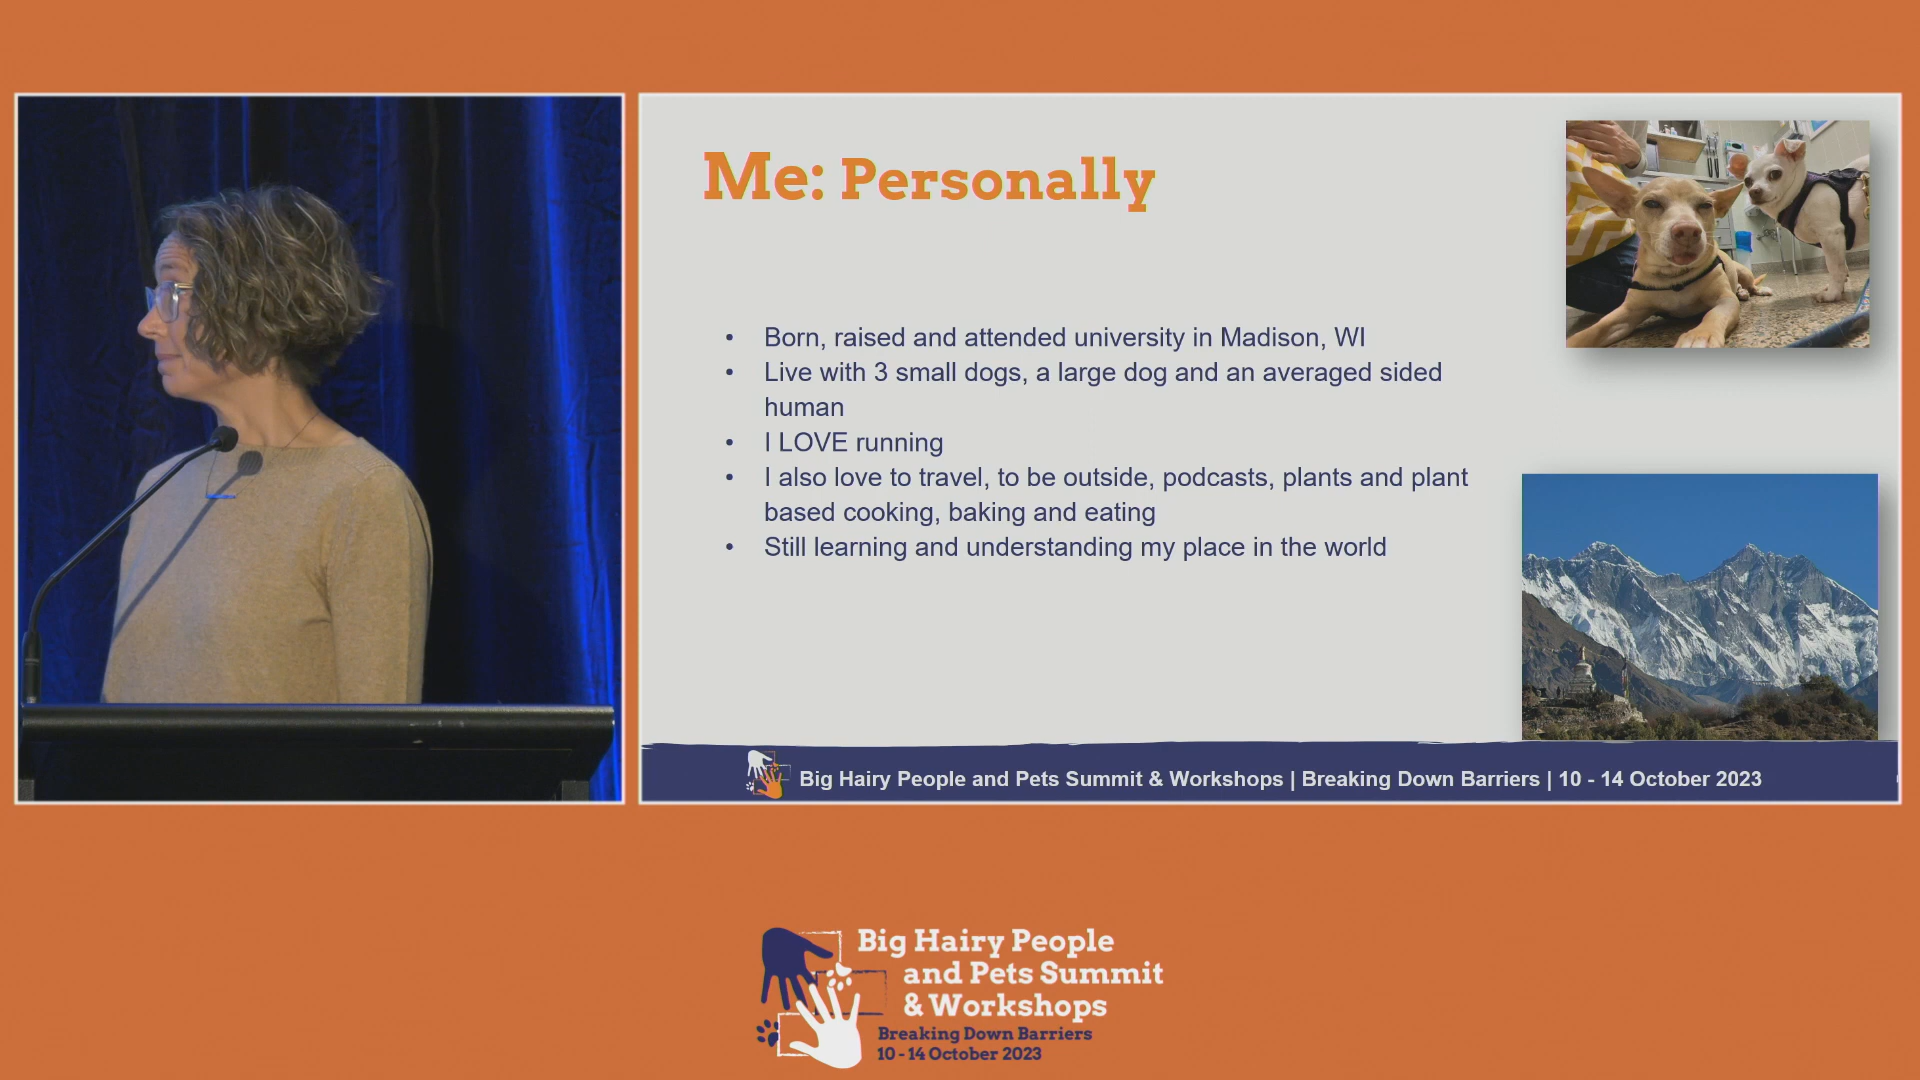 Me: Personally
• Born, raised and attended university in Madison, WI
• Live with 3 small dogs, a large dog and an averaged sided
human
• I LOVE running
• I also love to travel, to be outside, podcasts, plants and plant
based cooking, baking and eating
• Still learning and understanding my place in the world
Big Hairy People and Pets Summit & Workshops | Breaking Down Barriers | 10 - 14 October 2023
Big Hairy People
and Pets Summit
& Workshops
Breaking Down Barriers
10 - 14 October 2023